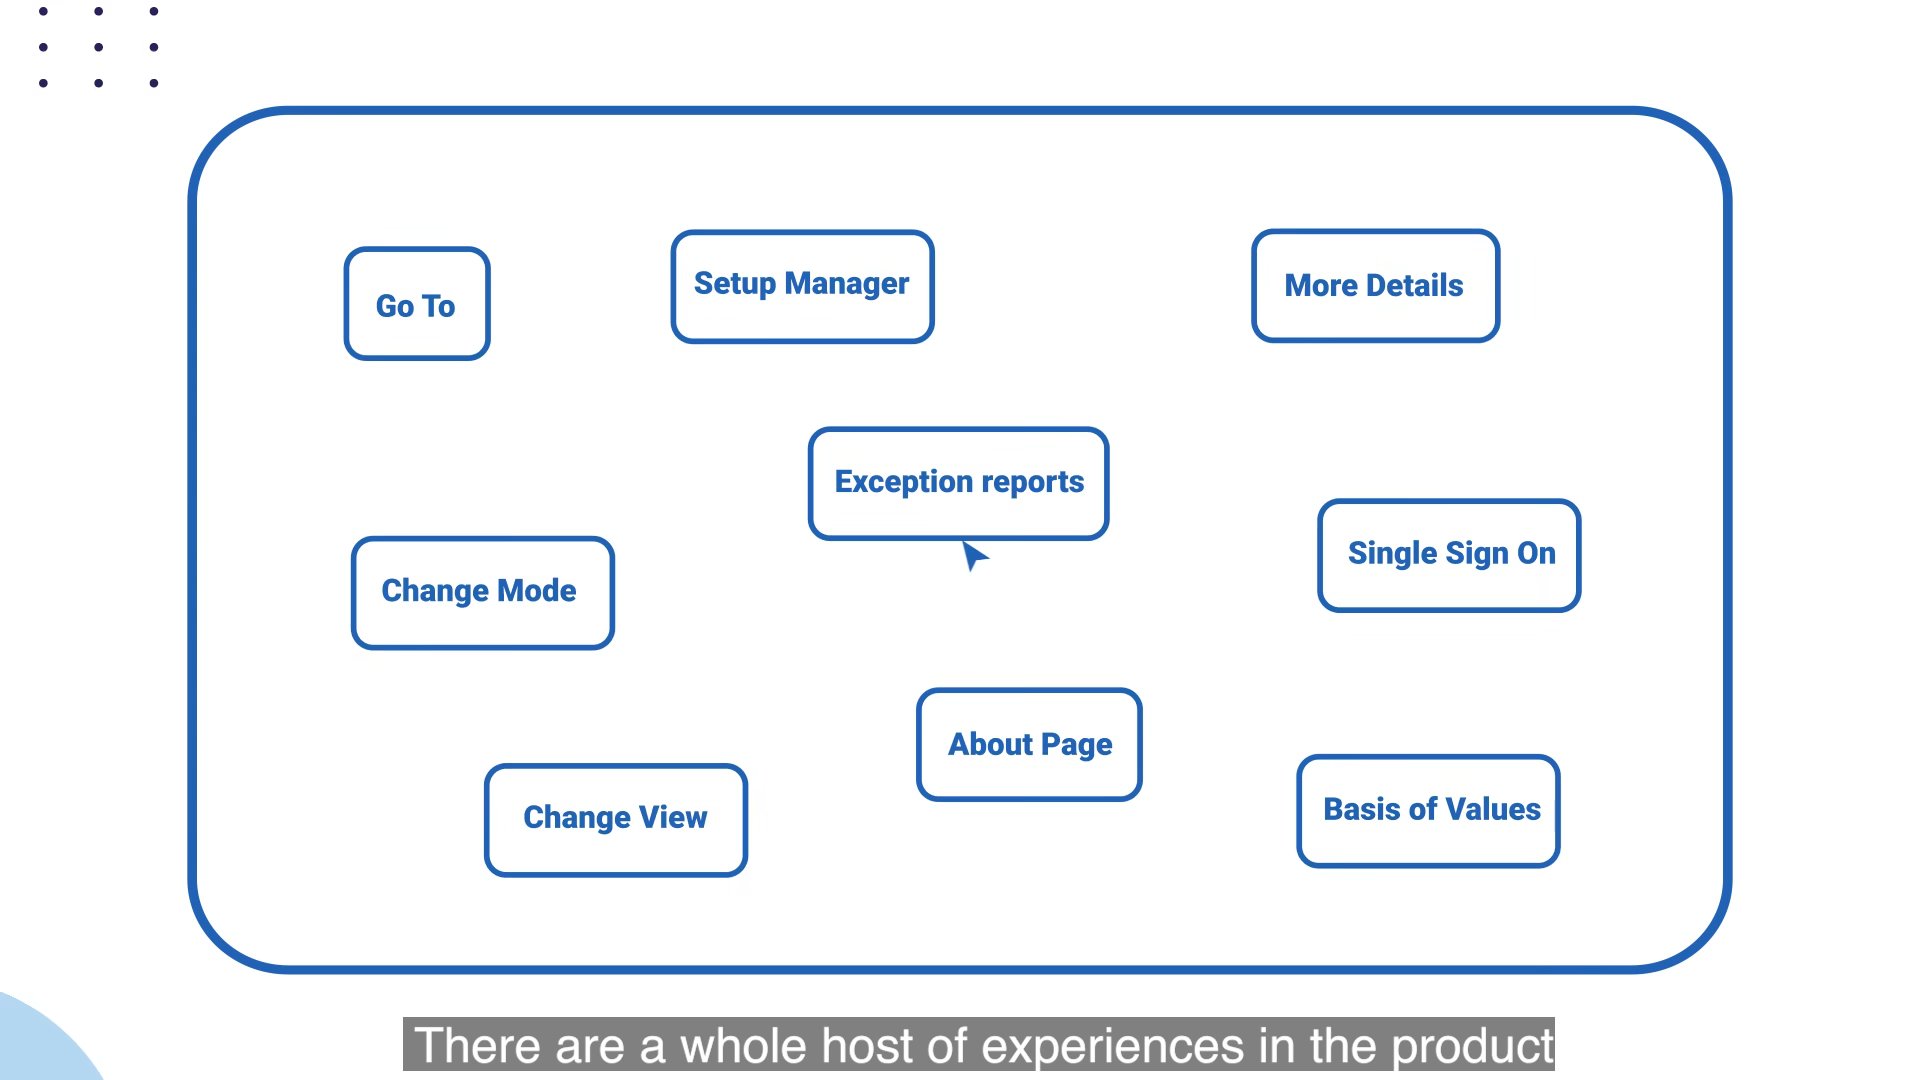 Go To
Setup Manager
More Details
Exception reports
Single Sign On
Change Mode
About Page
Change View
Basis of Values
There are a whole host of experiences in the product